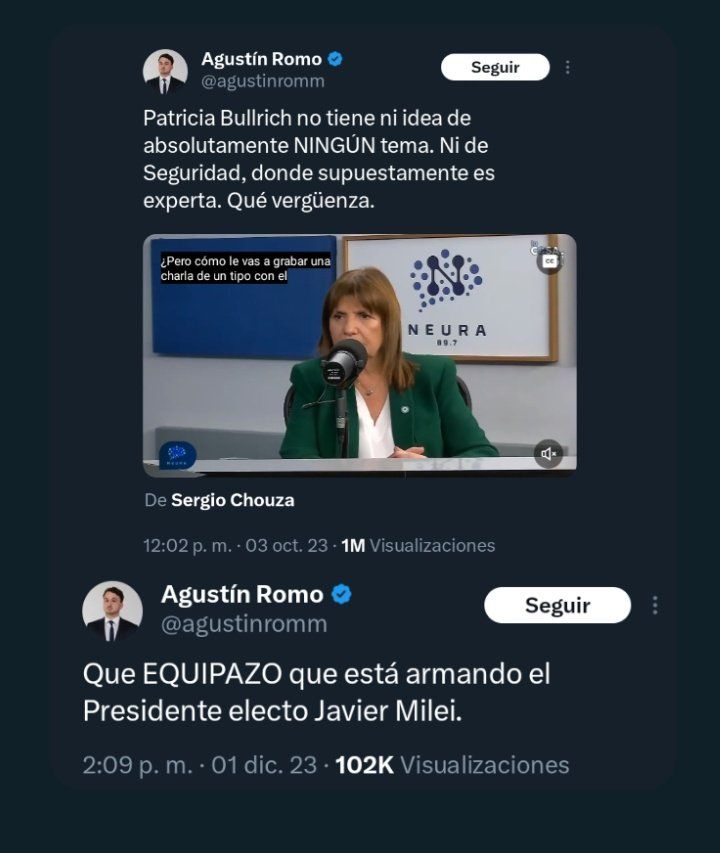 Agustín Romo
@agustinromm
Seguir
Patricia Bullrich no tiene ni idea de
absolutamente NINGÚN tema. Ni de
Seguridad, donde supuestamente es
experta. Qué vergüenza.
¿Pero cómo le vas a grabar una
charla de un tipo con el
CC
NEURA
89.7
NEURA
De Sergio Chouza
12:02 p. m. · 03 oct. 23 · 1M Visualizaciones
Agustín Romo
@agustinromm
Seguir
Que EQUIPAZO que está armando el
Presidente electo Javier Milei.
2:09 p. m. · 01 dic. 23 · 102K Visualizaciones